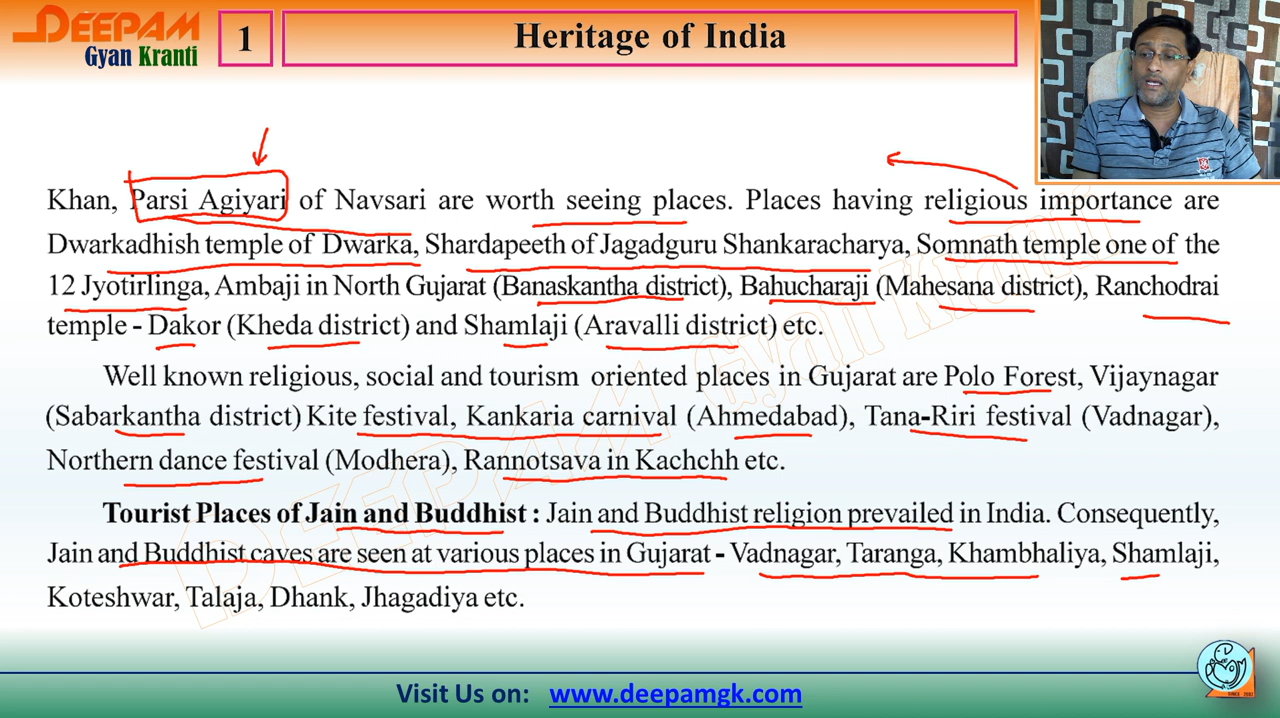 DEEPAM
Gyan Kranti
1
Heritage of India
Khan, Parsi Agiyari of Navsari are worth seeing places. Places having religious importance are
Dwarkadhish temple of Dwarka, Shardapeeth of Jagadguru Shankaracharya, Somnath temple one of the
12 Jyotirlinga, Ambaji in North Gujarat (Banaskantha district), Bahucharaji (Mahesana district), Ranchodrai
temple - Dakor (Kheda district) and Shamlaji (Aravalli district) etc.
Well known religious, social and tourism oriented places in Gujarat are Polo Forest, Vijaynagar
(Sabarkantha district) Kite festival, Kankaria carnival (Ahmedabad), Tana-Riri festival (Vadnagar),
Northern dance festival (Modhera), Rannotsava in Kachchh etc.
Tourist Places of Jain and Buddhist : Jain and Buddhist religion prevailed in India. Consequently,
Jain and Buddhist caves are seen at various places in Gujarat - Vadnagar, Taranga, Khambhaliya, Shamlaji,
Koteshwar, Talaja, Dhank, Jhagadiya etc.
DEEPAM Gyan Kranti
Visit Us on: www.deepamgk.com